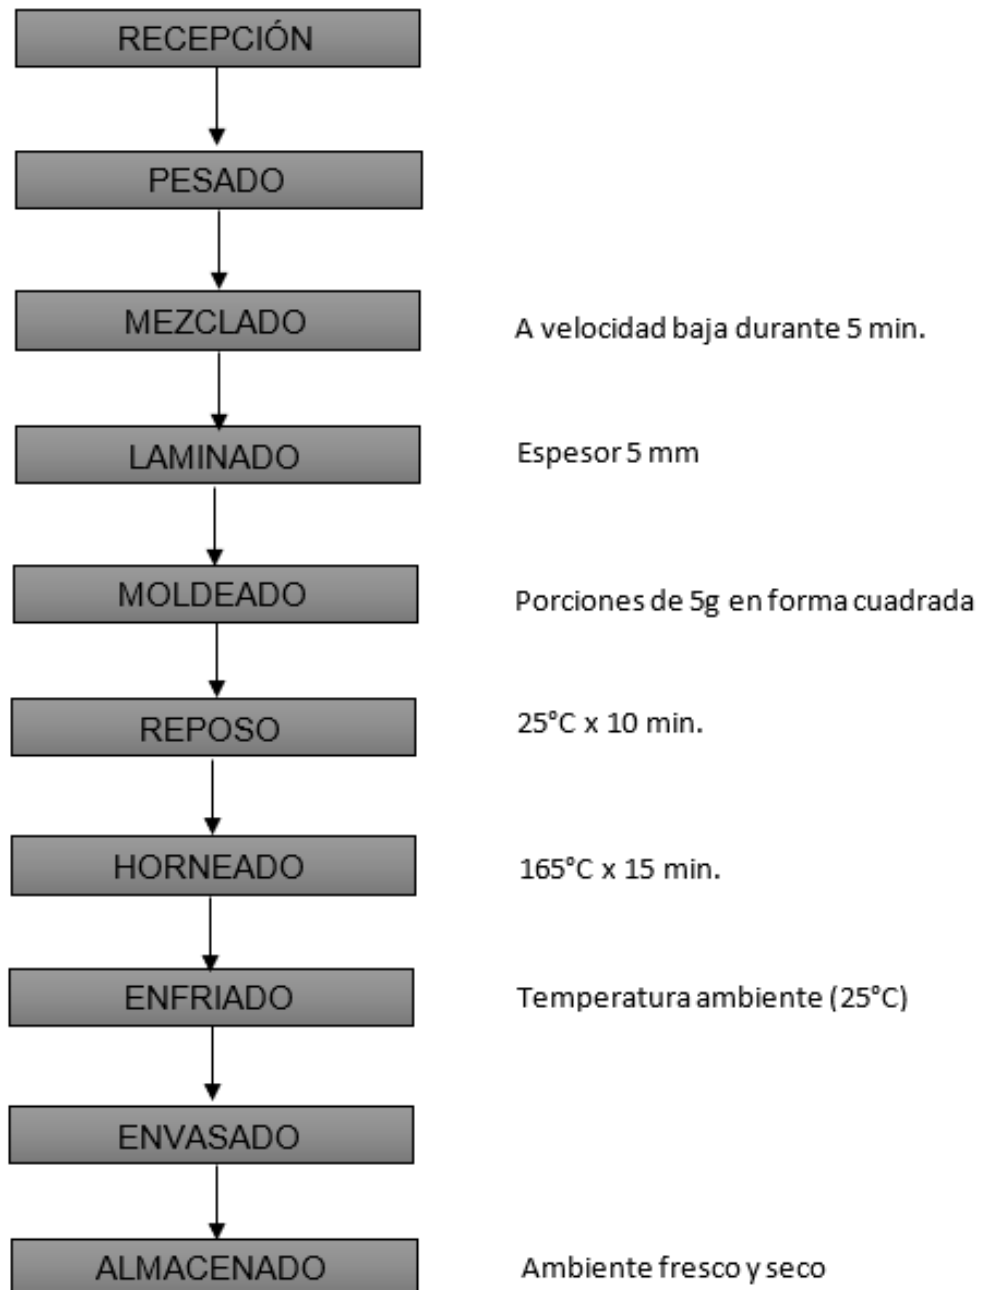 RECEPCIÓN
PESADO
MEZCLADO
A velocidad baja durante 5 min.
LAMINADO
Espesor 5 mm
MOLDEADO
Porciones de 5g en forma cuadrada
REPOSO
25°C x 10 min.
HORNEADO
165°C x 15 min.
ENFRIADO
Temperatura ambiente (25°C)
ENVASADO
ALMACENADO
Ambiente fresco y seco